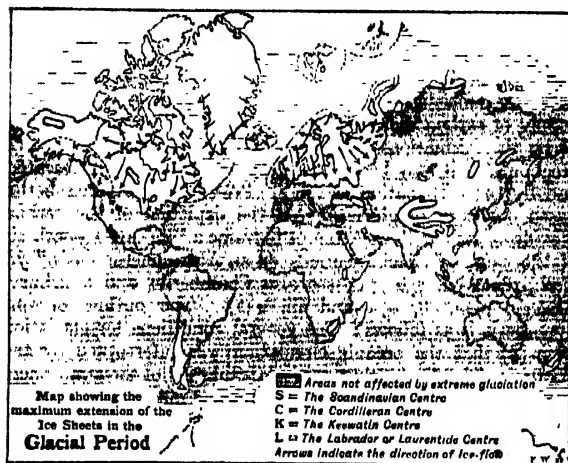 K
Map showing the
maximum extension of the
Ice Sheets in the
Glacial Period
Areas not affected by extreme glaciation
S = The Scandinavian Centre
C = The Cordilleran Centre
K = The Keewatin Centre
L = The Labrador or Laurentide Centre
Arrows indicate the direction of Ice-flow